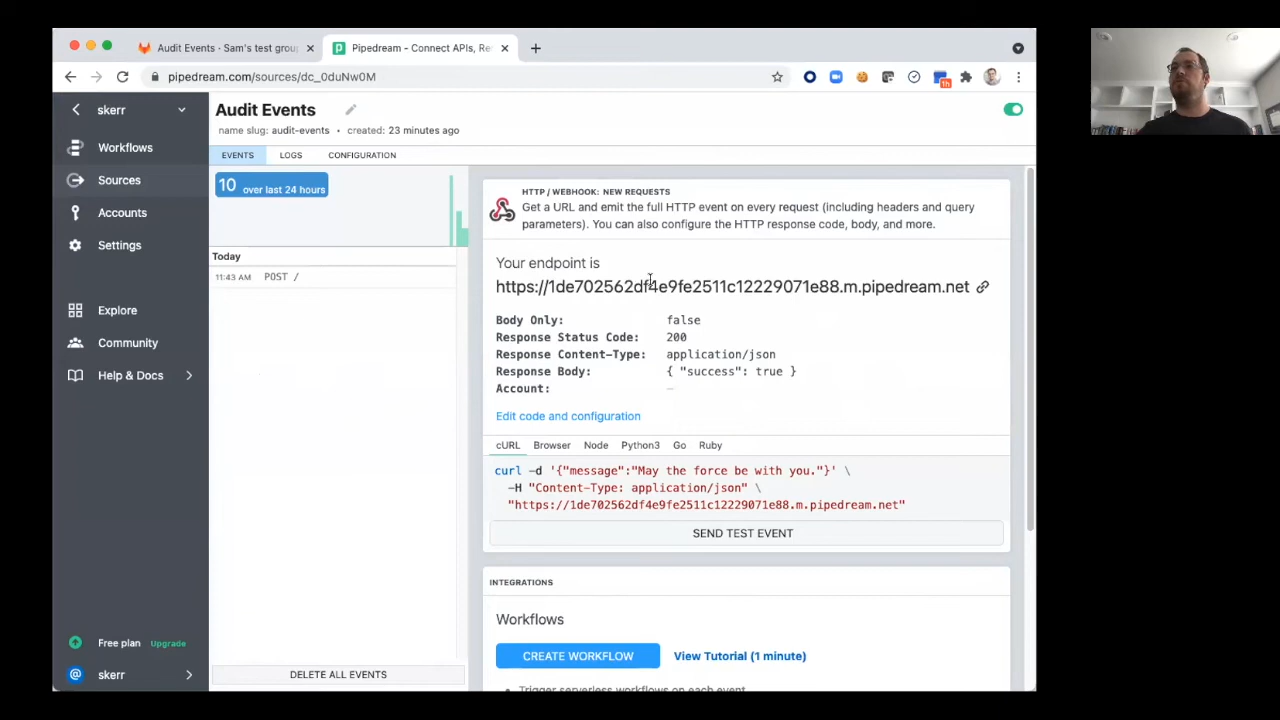 Audit Events · Sam's test group
Pipedream - Connect APIs, Re
pipedream.com/sources/dc_0duNw0M
1h
skerr
Workflows
Sources
Accounts
Settings
Explore
Community
Help & Docs
Free plan Upgrade
@ skerr
Audit Events
name slug: audit-events • created: 23 minutes ago
EVENTS LOGS CONFIGURATION
10 over last 24 hours
Today
11:43 AM POST /
DELETE ALL EVENTS
HTTP / WEBHOOK: NEW REQUESTS
Get a URL and emit the full HTTP event on every request (including headers and query
parameters). You can also configure the HTTP response code, body, and more.
Your endpoint is
https://1de702562df4e9fe2511c12229071e88.m.pipedream.net
Body Only: false
Response Status Code: 200
Response Content-Type: application/json
Response Body: { "success": true }
Account: —
Edit code and configuration
cURL Browser Node Python3 Go Ruby
curl -d '{"message":"May the force be with you."}' \
-H "Content-Type: application/json" \
"https://1de702562df4e9fe2511c12229071e88.m.pipedream.net"
SEND TEST EVENT
INTEGRATIONS
Workflows
CREATE WORKFLOW View Tutorial (1 minute)
• Trigger serverless workflows on each event